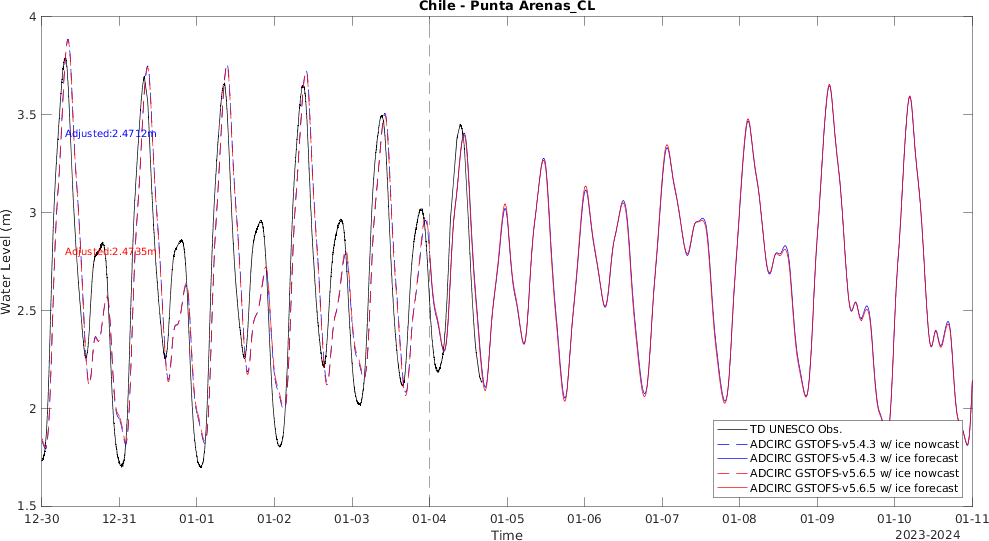 Chile - Punta Arenas_CL
4
3.5
3
2.5
2
1.5
Water Level (m)
Adjusted:2.4712m
Adjusted:2.4735m
TD UNESCO Obs.
ADCIRC GSTOFS-v5.4.3 w/ ice nowcast
ADCIRC GSTOFS-v5.4.3 w/ ice forecast
ADCIRC GSTOFS-v5.6.5 w/ ice nowcast
ADCIRC GSTOFS-v5.6.5 w/ ice forecast
12-30 12-31 01-01 01-02 01-03 01-04 01-05 01-06 01-07 01-08 01-09 01-10 01-11
Time
2023-2024